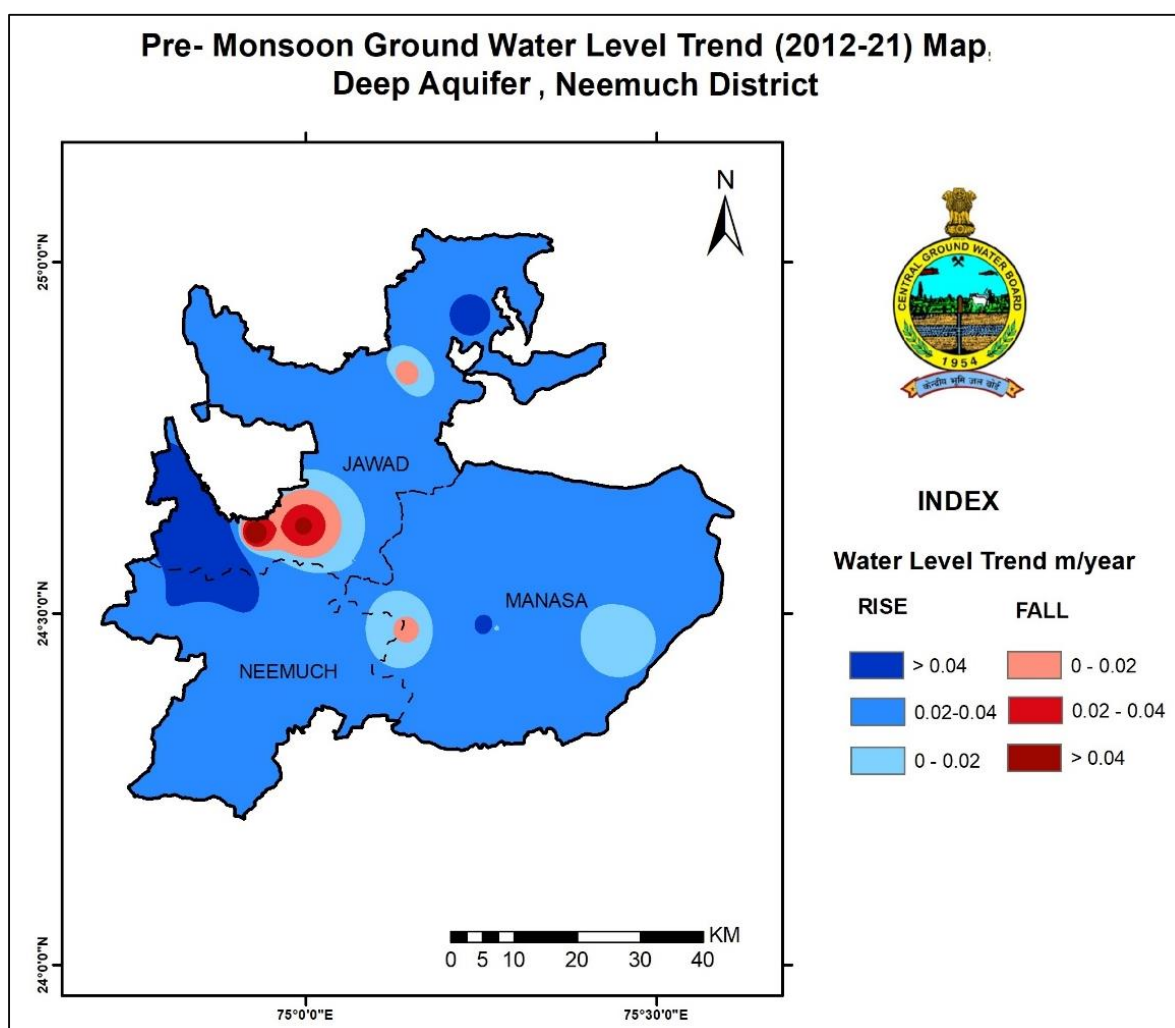 Pre- Monsoon Ground Water Level Trend (2012-21) Map:
Deep Aquifer , Neemuch District
N
25°0'0"N
24°30'0"N
24°0'0"N
75°0'0"E
75°30'0"E
JAWAD
MANASA
NEEMUCH
KM
0 5 10 20 30 40
CENTRAL GROUND WATER BOARD
1954
केन्द्रीय भूमि जल बोर्ड
INDEX
Water Level Trend m/year
RISE FALL
> 0.04 0 - 0.02
0.02-0.04 0.02 - 0.04
0 - 0.02 > 0.04